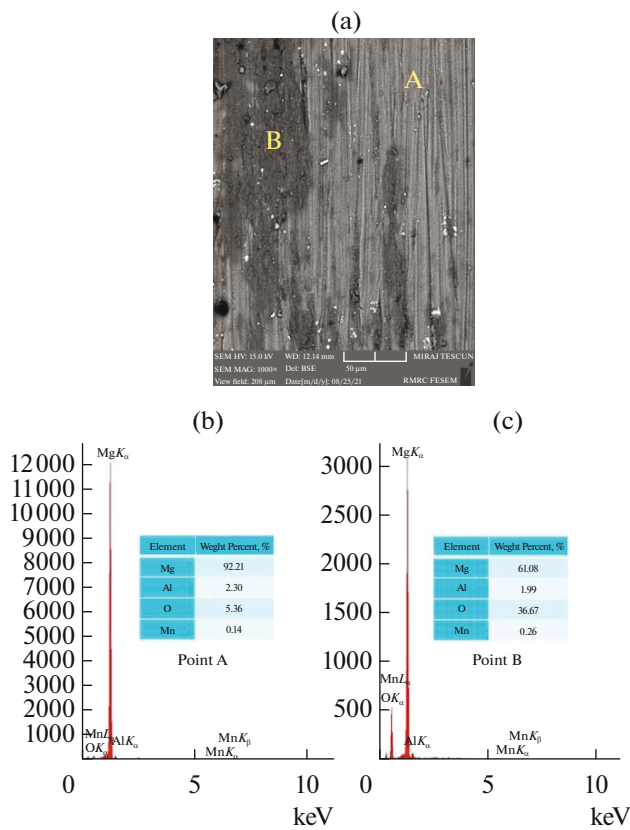 (a)
A
B
SEM HV: 15.0 kV WD: 12.14 mm MIRAJ TESCUN
SEM MAG: 1000× Del: BSE 50 μm
View field: 208 μm Date[m/d/y]: 08/25/21 RMRC FESEM
(b)
MgKα
12 000
11 000
10 000
9000
8000
7000
6000
5000
4000
3000
2000
1000
Element Weght Percent, %
Mg 92.21
Al 2.30
O 5.36
Mn 0.14
Point A
MnLα
OKα
AlKα
MnKβ
MnKα
0 5 10
keV
(c)
MgKα
3000
2500
2000
1500
1000
500
Element Weght Percent, %
Mg 61.08
Al 1.99
O 36.67
Mn 0.26
Point B
MnLα
OKα
AlKα
MnKβ
MnKα
0 5 10
keV